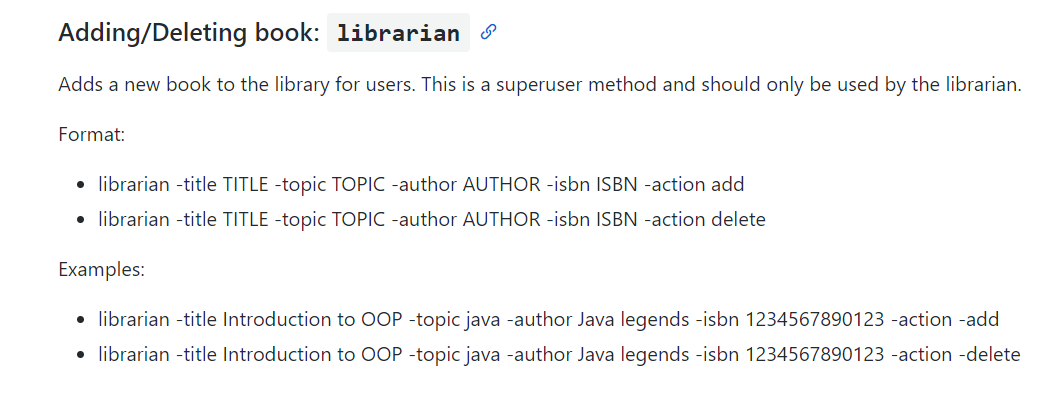 Adding/Deleting book: librarian
Adds a new book to the library for users. This is a superuser method and should only be used by the librarian.
Format:
• librarian -title TITLE -topic TOPIC -author AUTHOR -isbn ISBN -action add
• librarian -title TITLE -topic TOPIC -author AUTHOR -isbn ISBN -action delete
Examples:
• librarian -title Introduction to OOP -topic java -author Java legends -isbn 1234567890123 -action -add
• librarian -title Introduction to OOP -topic java -author Java legends -isbn 1234567890123 -action -delete